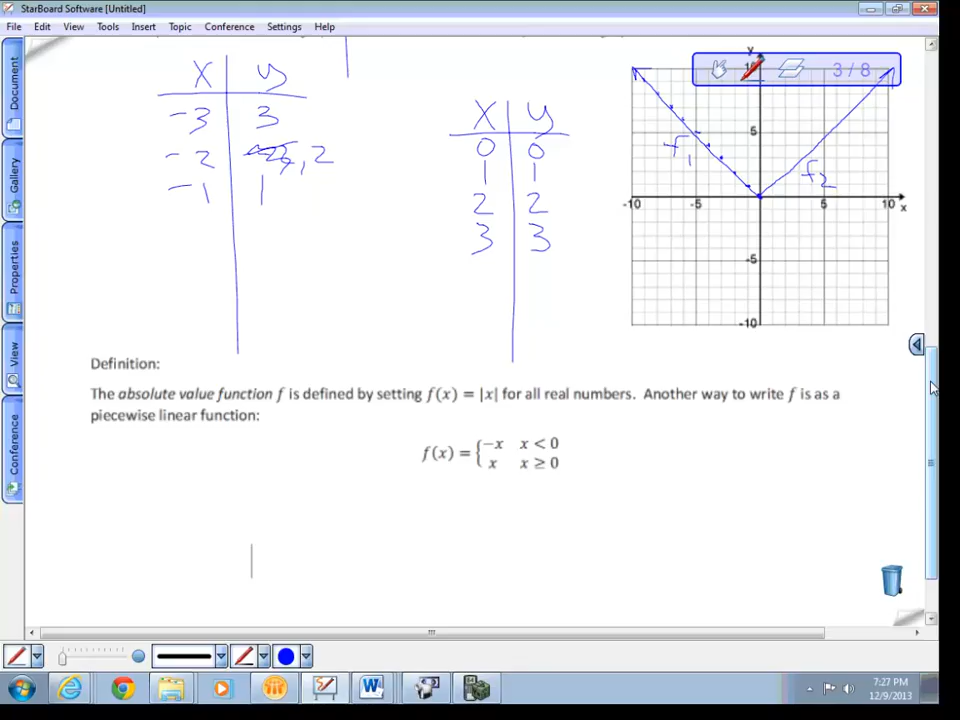 StarBoard Software [Untitled]
File Edit View Tools Insert Topic Conference Settings Help
Document
Gallery
Properties
View
Conference
x y
-3 3
-2 , 2
-1 1
x y
0 0
1 1
2 2
3 3
3 / 8
y
10
5
-10 -5 5 10 x
-5
-10
f1
f2
Definition:
The absolute value function f is defined by setting f(x) = |x| for all real numbers. Another way to write f is as a
piecewise linear function:
f(x) = { -x x < 0
x x ≥ 0
7:27 PM
12/9/2013